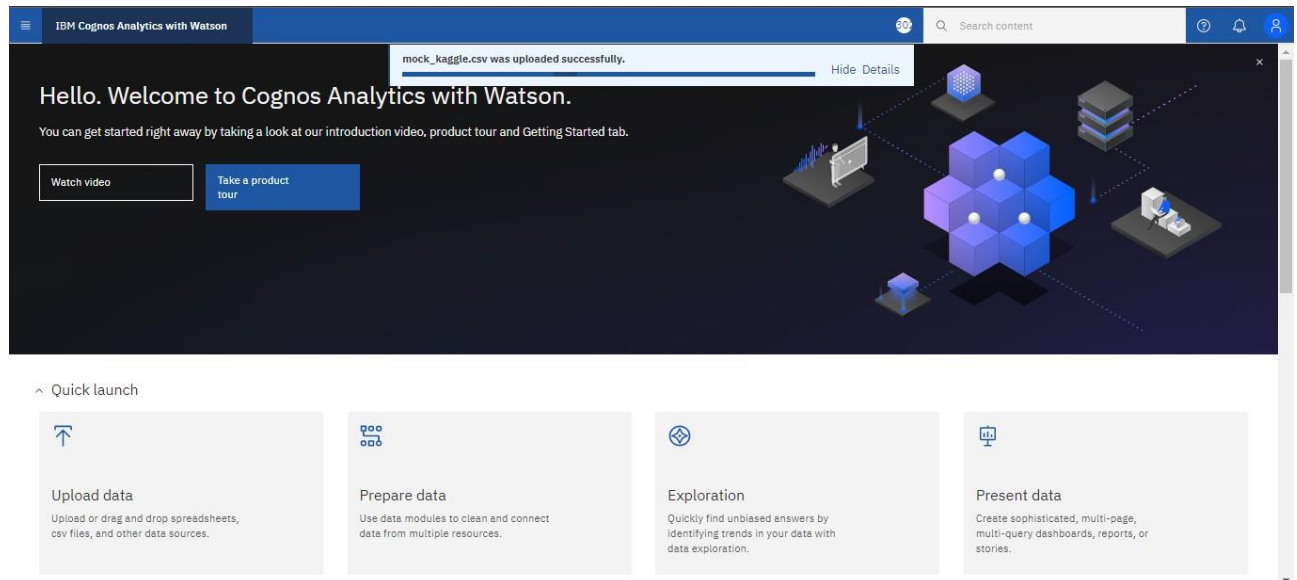 IBM Cognos Analytics with Watson
Search content
mock_kaggle.csv was uploaded successfully.
Hide Details
Hello. Welcome to Cognos Analytics with Watson.
You can get started right away by taking a look at our introduction video, product tour and Getting Started tab.
Watch video
Take a product
tour
Quick launch
Upload data
Upload or drag and drop spreadsheets,
csv files, and other data sources.
Prepare data
Use data modules to clean and connect
data from multiple resources.
Exploration
Quickly find unbiased answers by
identifying trends in your data with
data exploration.
Present data
Create sophisticated, multi-page,
multi-query dashboards, reports, or
stories.